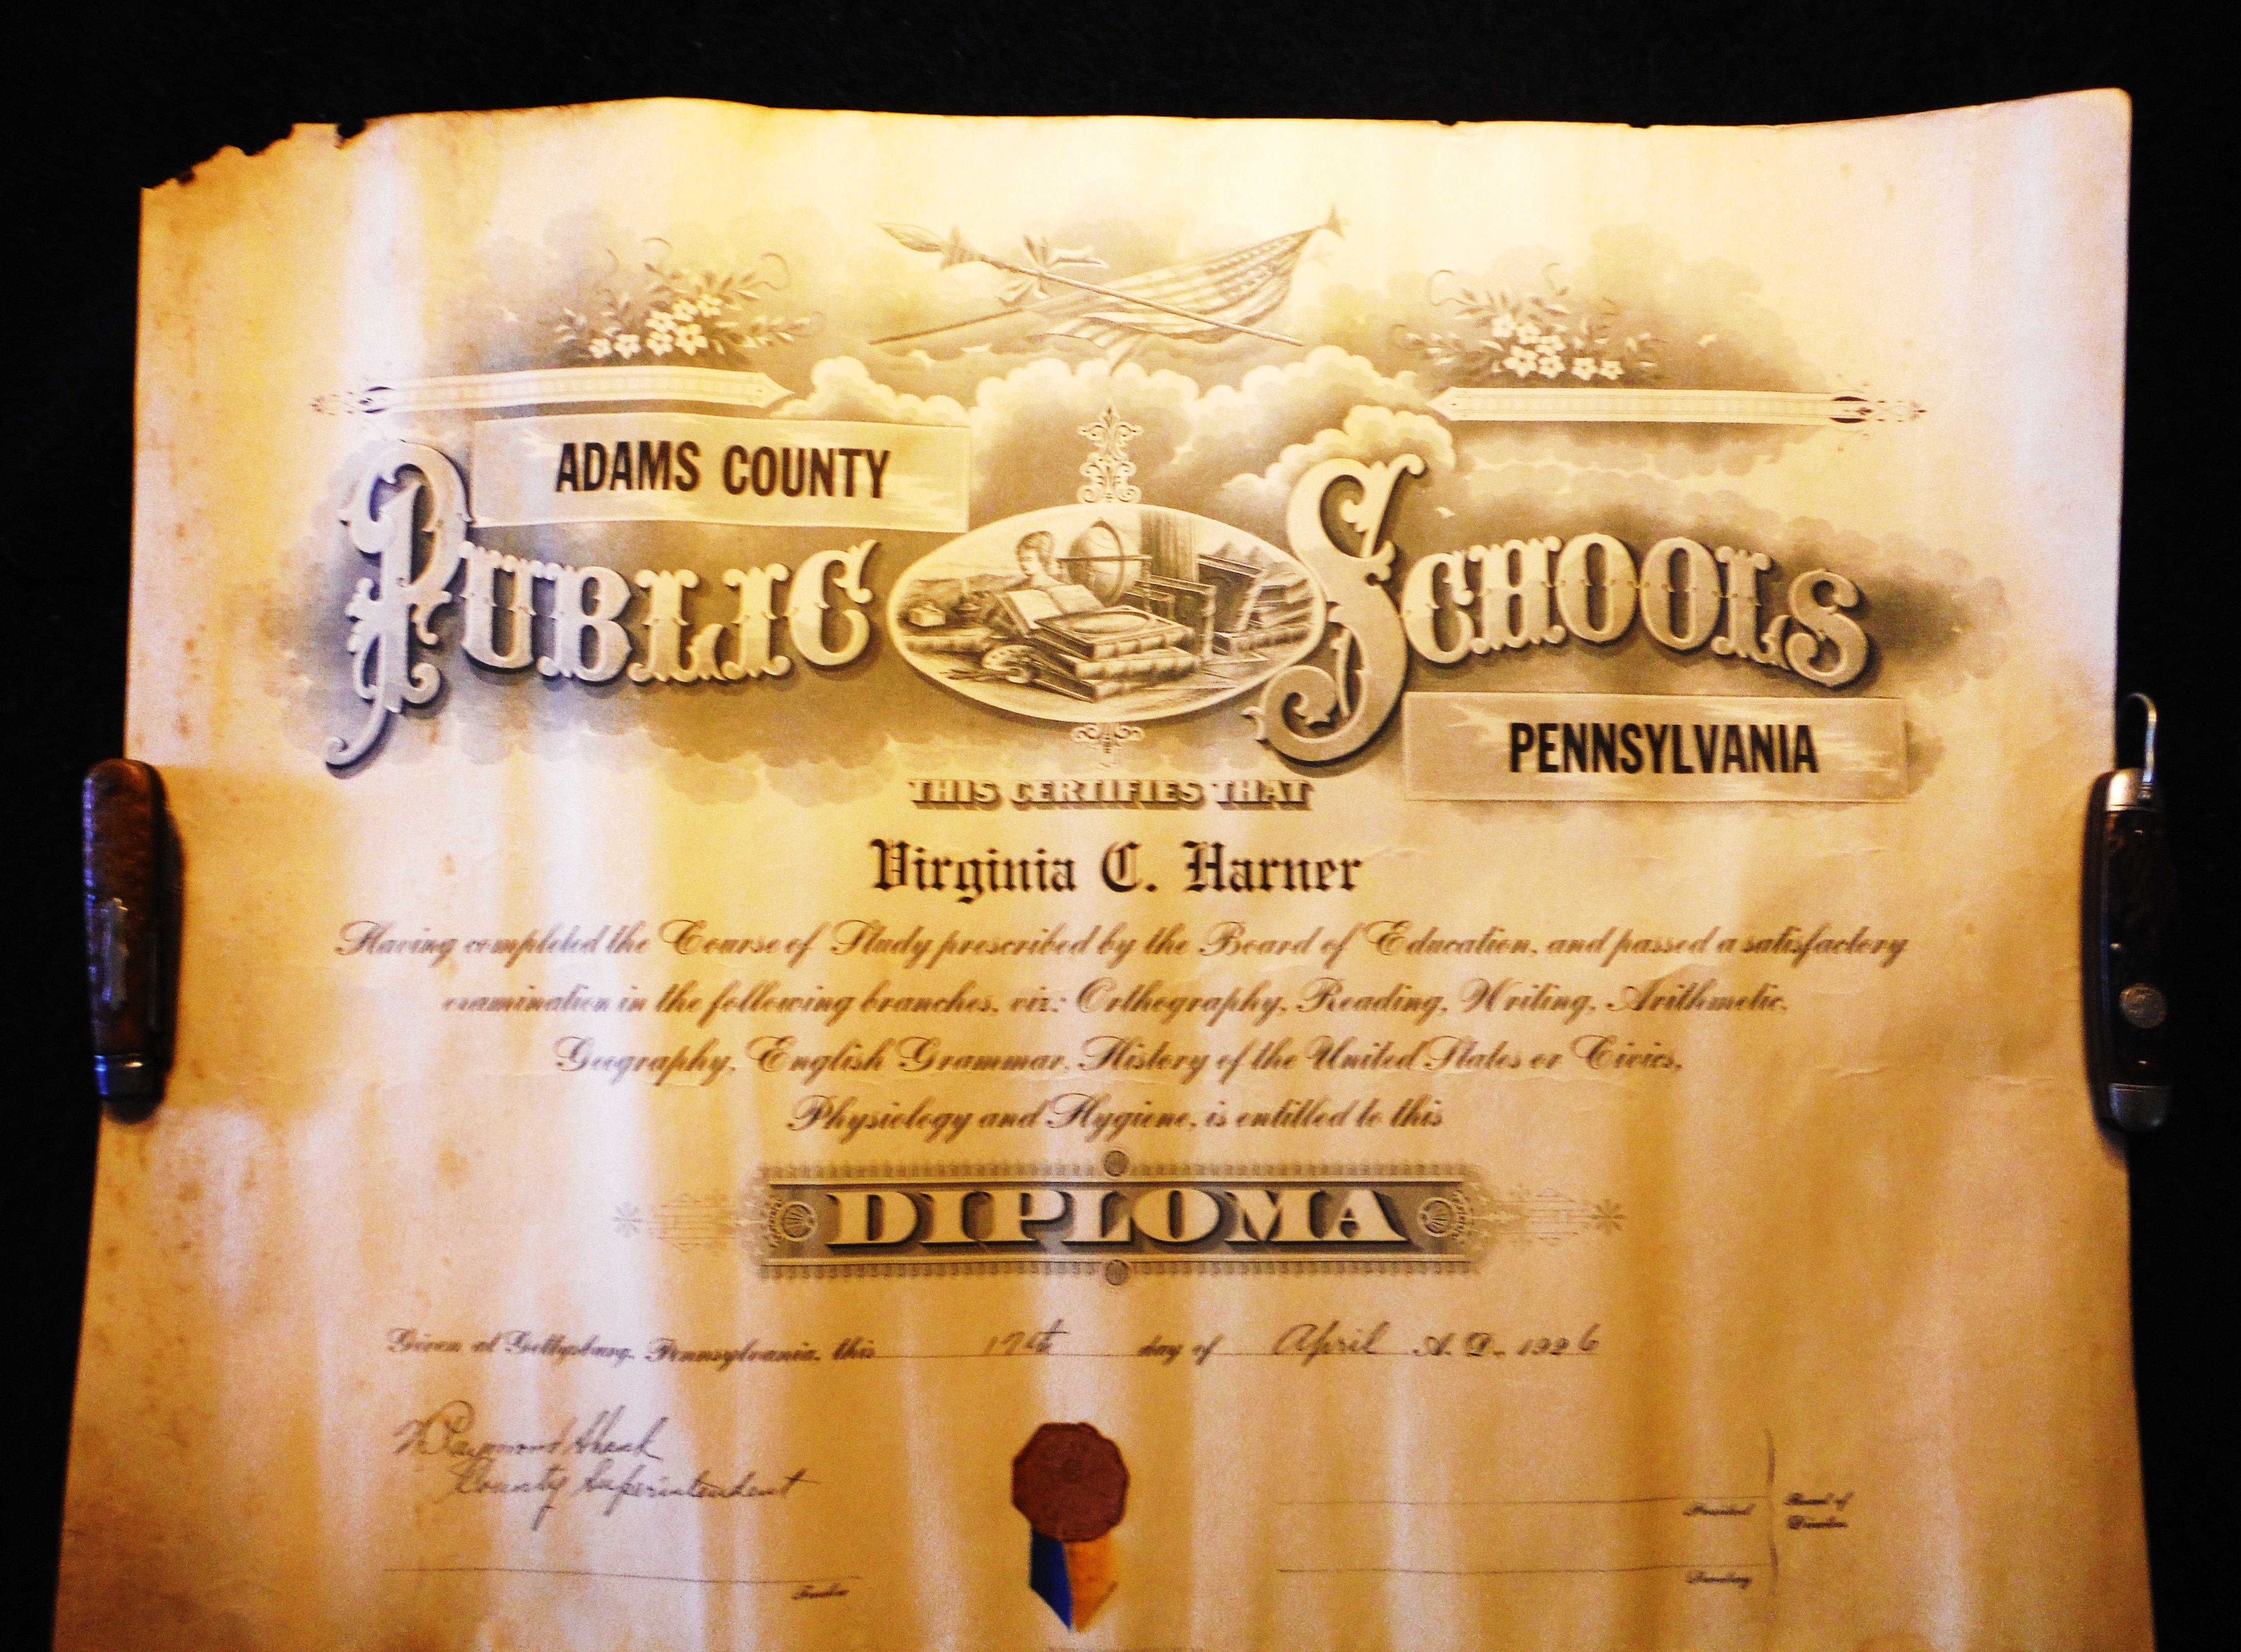 ADAMS COUNTY
PUBLIC SCHOOLS
PENNSYLVANIA
THIS CERTIFIES THAT
Virginia C. Harner
Having completed the Course of Study prescribed by the Board of Education, and passed a satisfactory
examination in the following branches, viz: Orthography, Reading, Writing, Arithmetic,
Geography, English Grammar, History of the United States or Civics,
Physiology and Hygiene, is entitled to this
DIPLOMA
Given at Gettysburg, Pennsylvania, this 17th day of April A. D., 1926
W Raymond Shank
County Superintendent
President
Board of
Directors
Teacher
Secretary